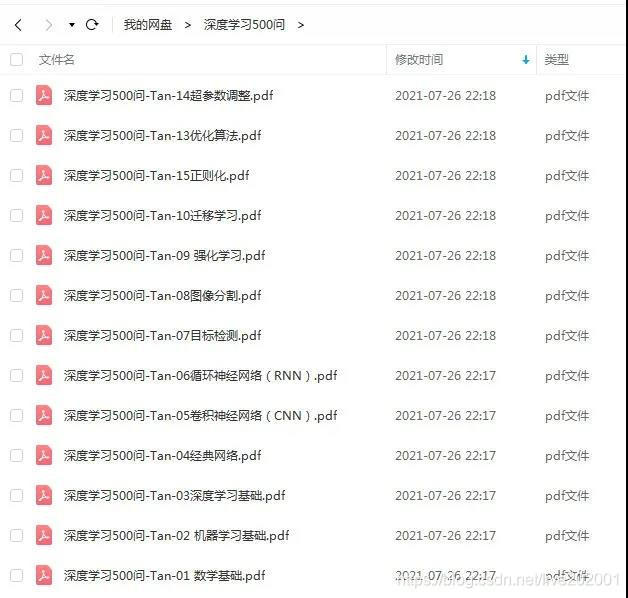 我的网盘 > 深度学习500问 >
文件名 修改时间 类型
深度学习500问-Tan-14超参数调整.pdf 2021-07-26 22:18 pdf文件
深度学习500问-Tan-13优化算法.pdf 2021-07-26 22:18 pdf文件
深度学习500问-Tan-15正则化.pdf 2021-07-26 22:18 pdf文件
深度学习500问-Tan-10迁移学习.pdf 2021-07-26 22:18 pdf文件
深度学习500问-Tan-09 强化学习.pdf 2021-07-26 22:18 pdf文件
深度学习500问-Tan-08图像分割.pdf 2021-07-26 22:18 pdf文件
深度学习500问-Tan-07目标检测.pdf 2021-07-26 22:18 pdf文件
深度学习500问-Tan-06循环神经网络（RNN）.pdf 2021-07-26 22:17 pdf文件
深度学习500问-Tan-05卷积神经网络（CNN）.pdf 2021-07-26 22:17 pdf文件
深度学习500问-Tan-04经典网络.pdf 2021-07-26 22:17 pdf文件
深度学习500问-Tan-03深度学习基础.pdf 2021-07-26 22:17 pdf文件
深度学习500问-Tan-02 机器学习基础.pdf 2021-07-26 22:17 pdf文件
深度学习500问-Tan-01 数学基础.pdf 2021-07-26 22:17 pdf文件